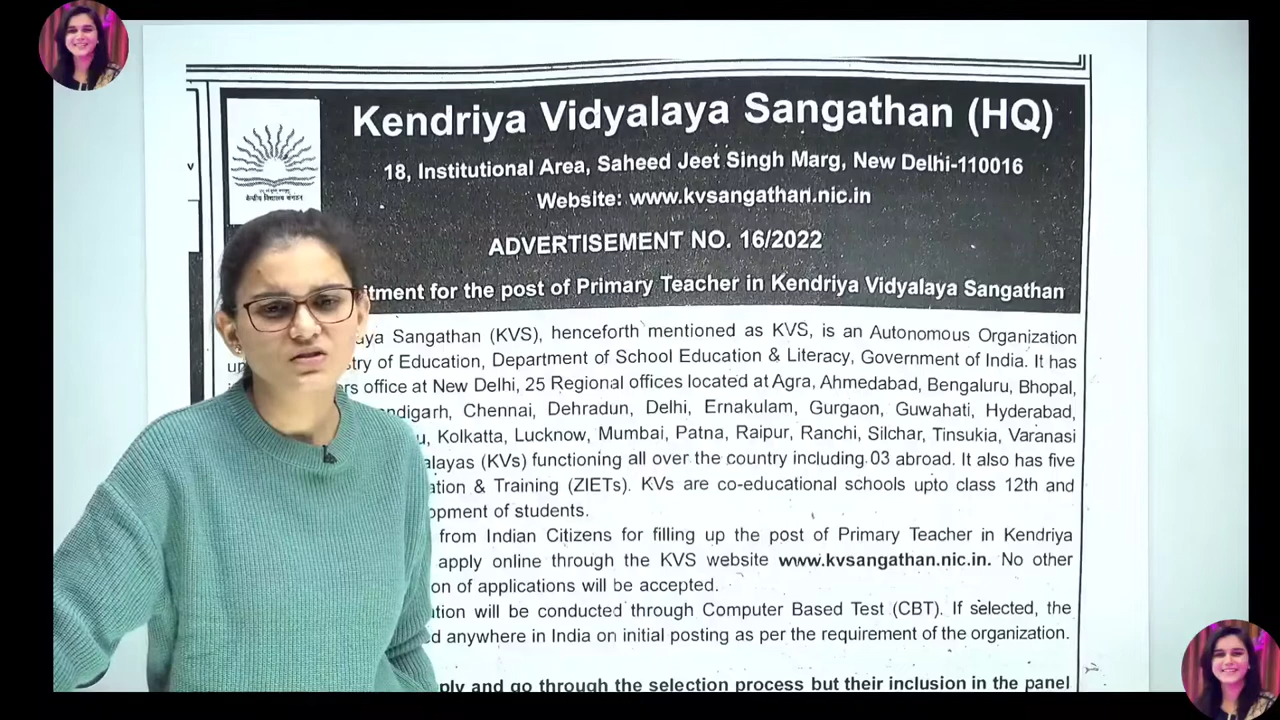 Kendriya Vidyalaya Sangathan (HQ)
18, Institutional Area, Saheed Jeet Singh Marg, New Delhi-110016
Website: www.kvsangathan.nic.in
केन्द्रीय विद्यालय संगठन
ADVERTISEMENT NO. 16/2022
itment for the post of Primary Teacher in Kendriya Vidyalaya Sangathan
aya Sangathan (KVS), henceforth mentioned as KVS, is an Autonomous Organization
un stry of Education, Department of School Education & Literacy, Government of India. It has
ers office at New Delhi, 25 Regional offices located at Agra, Ahmedabad, Bengaluru, Bhopal,
ndigarh, Chennai, Dehradun, Delhi, Ernakulam, Gurgaon, Guwahati, Hyderabad,
u, Kolkatta, Lucknow, Mumbai, Patna, Raipur, Ranchi, Silchar, Tinsukia, Varanasi
alayas (KVs) functioning all over the country including 03 abroad. It also has five
ation & Training (ZIETs). KVs are co-educational schools upto class 12th and
opment of students.
from Indian Citizens for filling up the post of Primary Teacher in Kendriya
apply online through the KVS website www.kvsangathan.nic.in. No other
on of applications will be accepted.
tion will be conducted through Computer Based Test (CBT). If selected, the
d anywhere in India on initial posting as per the requirement of the organization.
ply and go through the selection process but their inclusion in the panel